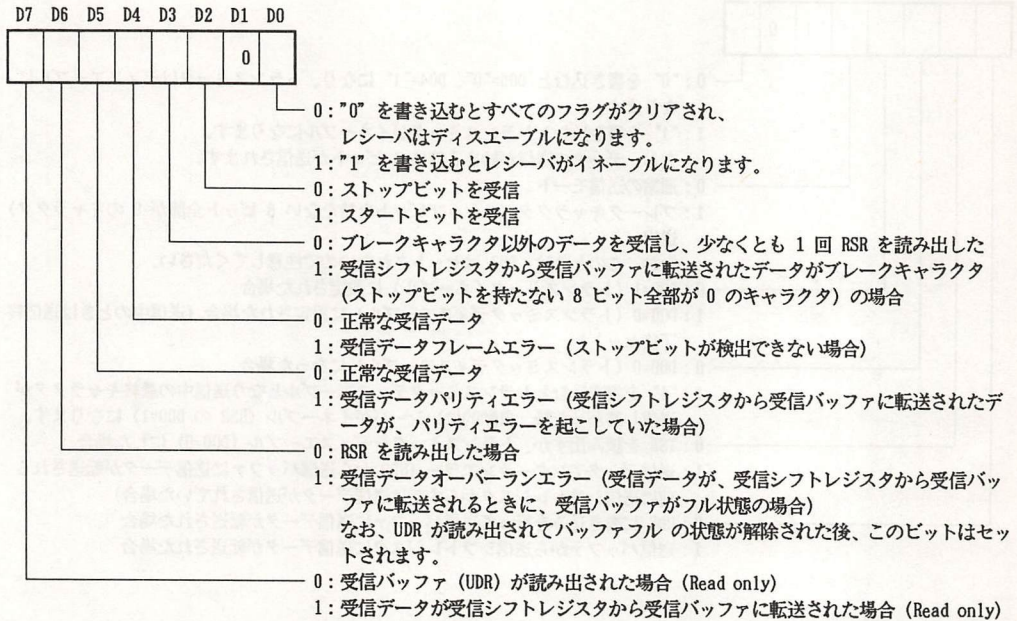 D7 D6 D5 D4 D3 D2 D1 D0
0
0："0" を書き込むとすべてのフラグがクリアされ、
レシーバはディスエーブルになります。
1："1" を書き込むとレシーバがイネーブルになります。
0：ストップビットを受信
1：スタートビットを受信
0：ブレークキャラクタ以外のデータを受信し、少なくとも 1 回 RSR を読み出した
1：受信シフトレジスタから受信バッファに転送されたデータがブレークキャラクタ
(ストップビットを持たない 8 ビット全部が 0 のキャラクタ) の場合
0：正常な受信データ
1：受信データフレームエラー (ストップビットが検出できない場合)
0：正常な受信データ
1：受信データパリティエラー (受信シフトレジスタから受信バッファに転送されたデ
ータが、パリティエラーを起こしていた場合)
0：RSR を読み出した場合
1：受信データオーバーランエラー (受信データが、受信シフトレジスタから受信バッ
ファに転送されるときに、受信バッファがフル状態の場合)
なお、UDR が読み出されてバッファフル の状態が解除された後、このビットはセッ
トされます。
0：受信バッファ (UDR) が読み出された場合 (Read only)
1：受信データが受信シフトレジスタから受信バッファに転送された場合 (Read only)